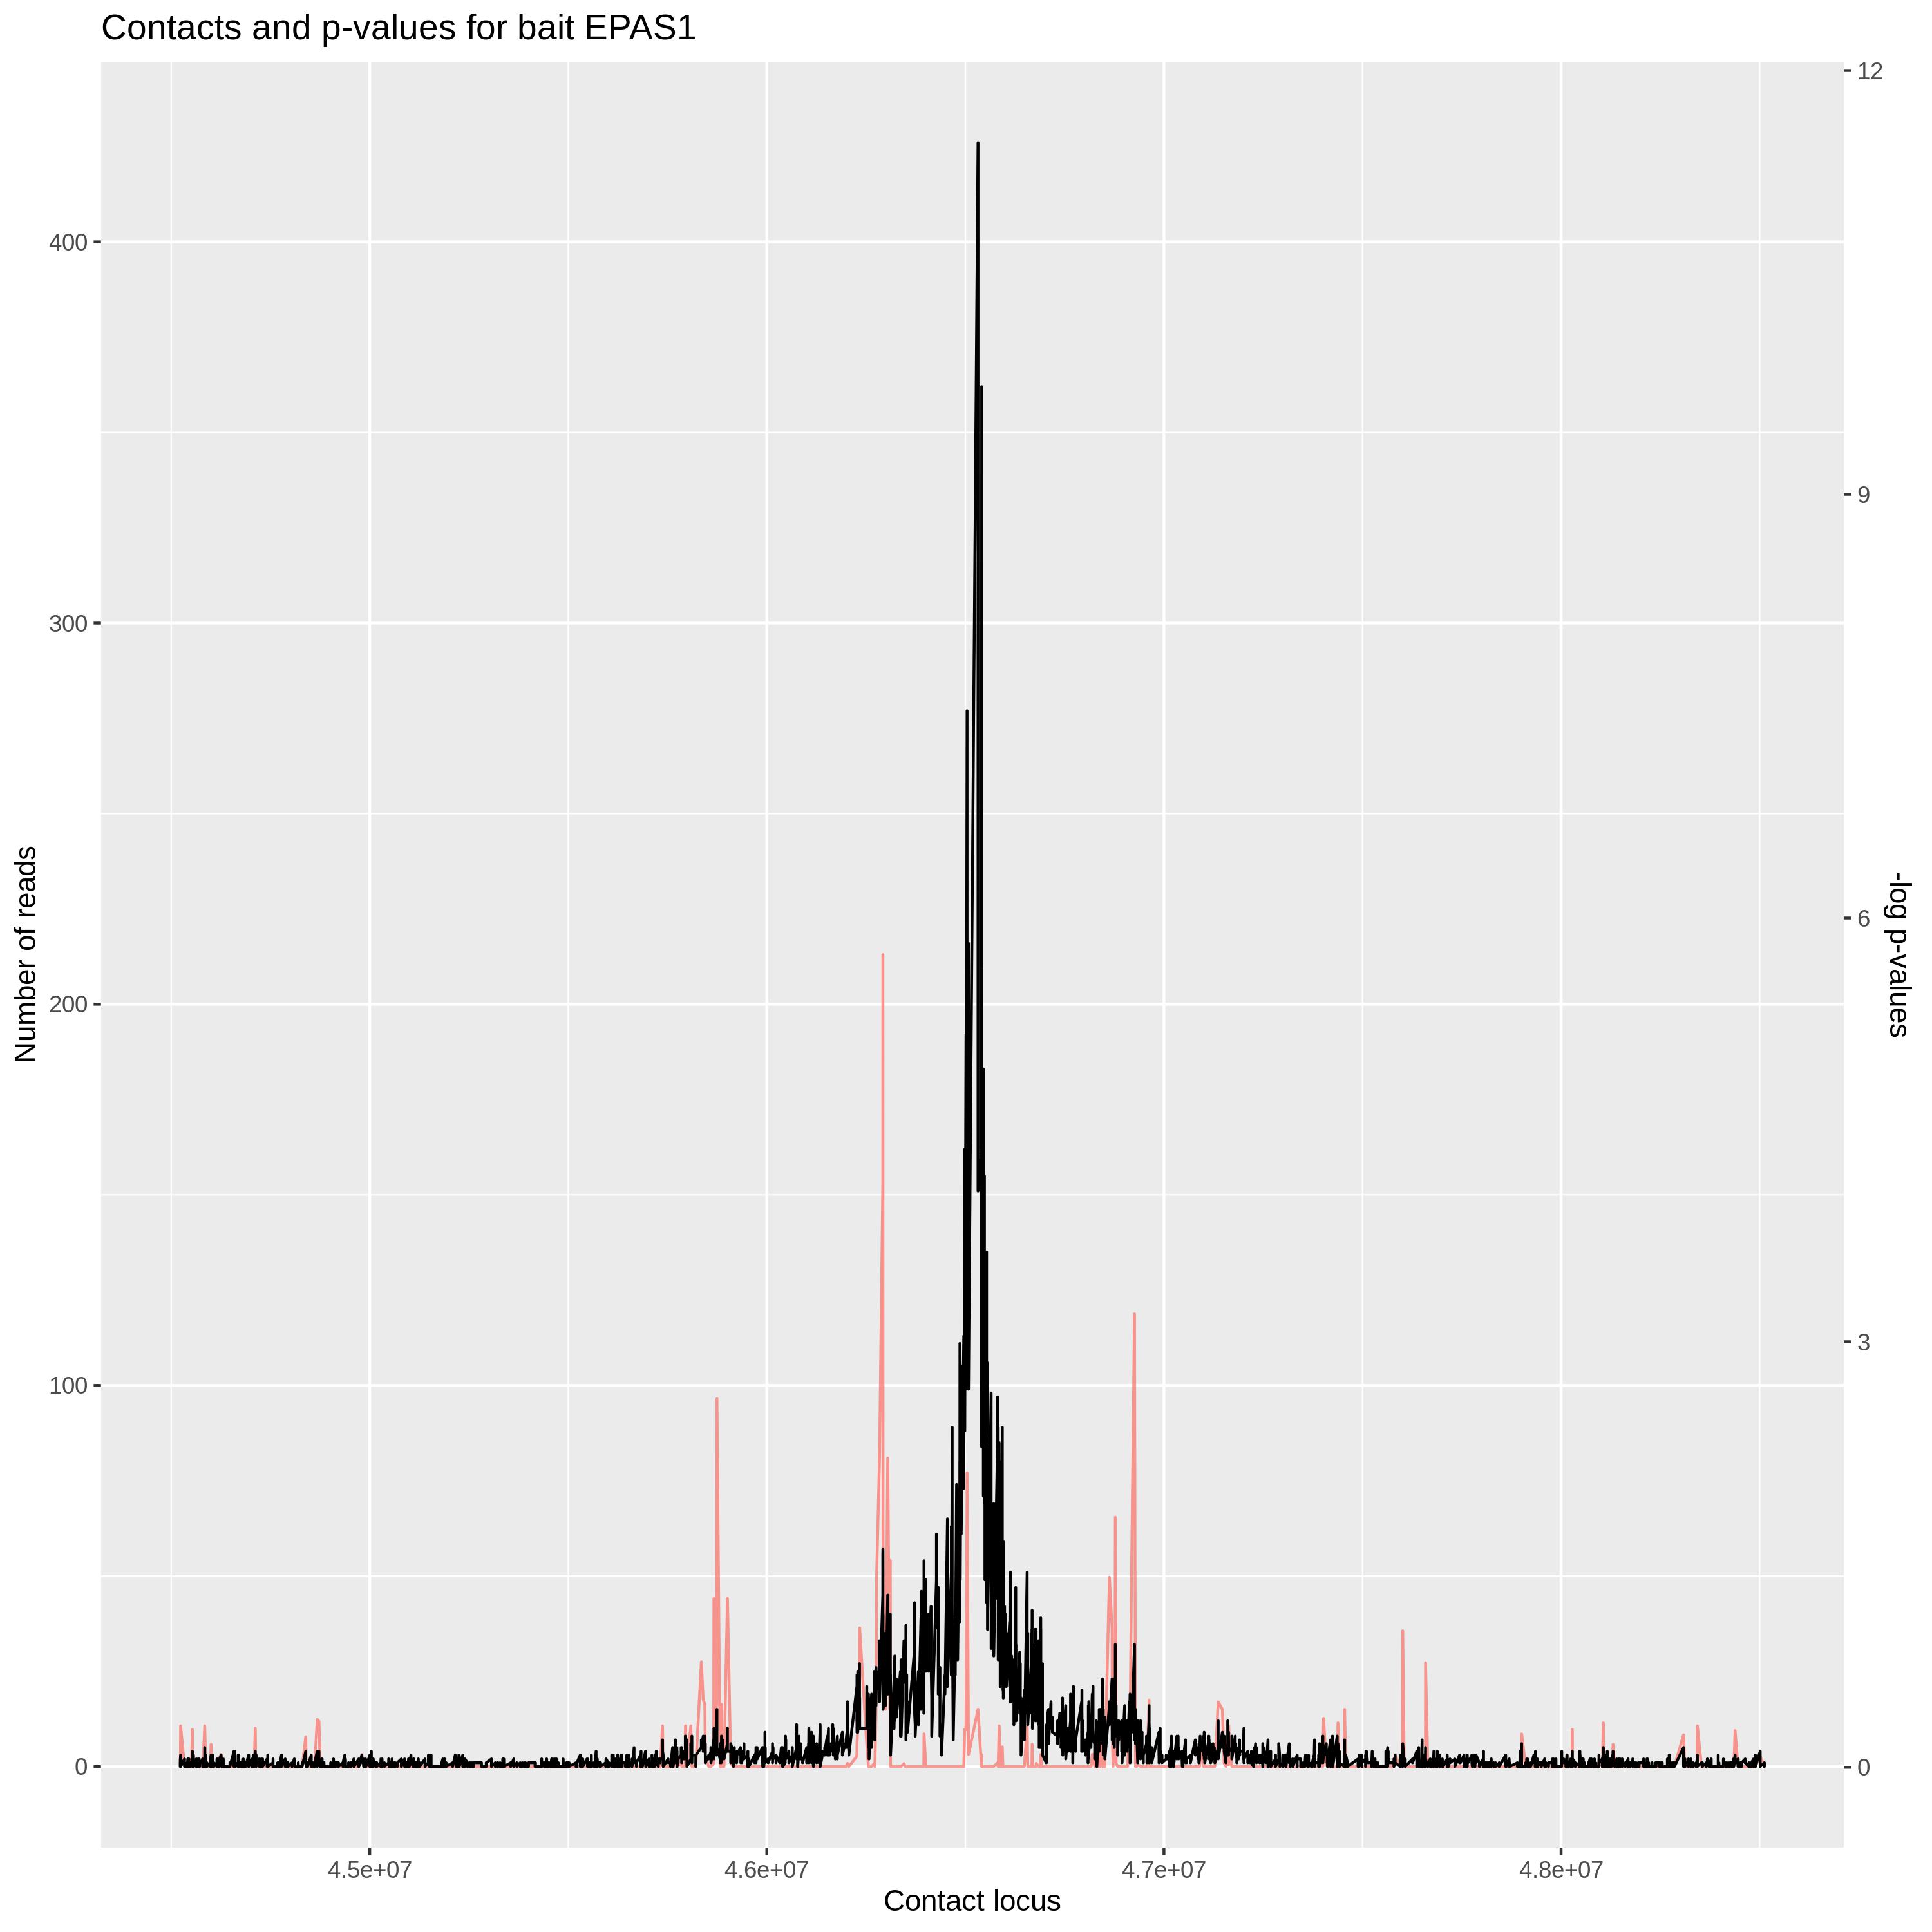 Contacts and p-values for bait EPAS1
12
400
9
300
Number of reads
-log p-values
6
200
3
100
0
0
4.5e+07
4.6e+07
4.7e+07
4.8e+07
Contact locus